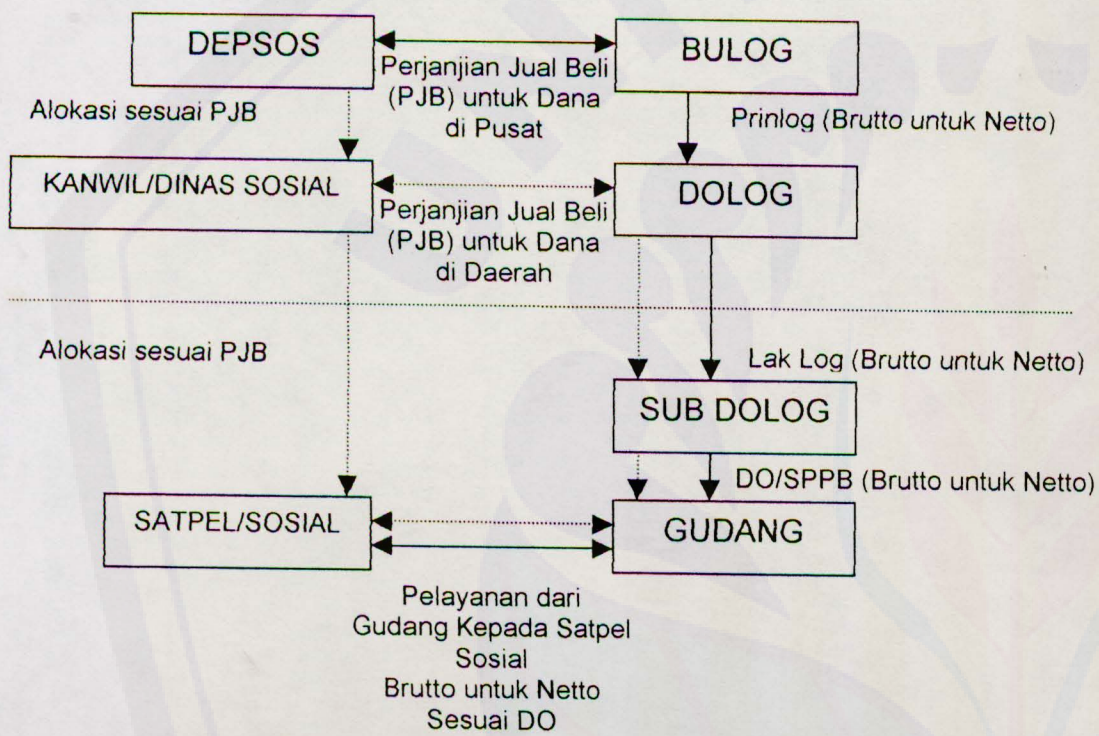 DEPSOS
BULOG
Perjanjian Jual Beli
(PJB) untuk Dana
di Pusat
Alokasi sesuai PJB
Prinlog (Brutto untuk Netto)
KANWIL/DINAS SOSIAL
DOLOG
Perjanjian Jual Beli
(PJB) untuk Dana
di Daerah
Alokasi sesuai PJB
Lak Log (Brutto untuk Netto)
SUB DOLOG
DO/SPPB (Brutto untuk Netto)
SATPEL/SOSIAL
GUDANG
Pelayanan dari
Gudang Kepada Satpel
Sosial
Brutto untuk Netto
Sesuai DO